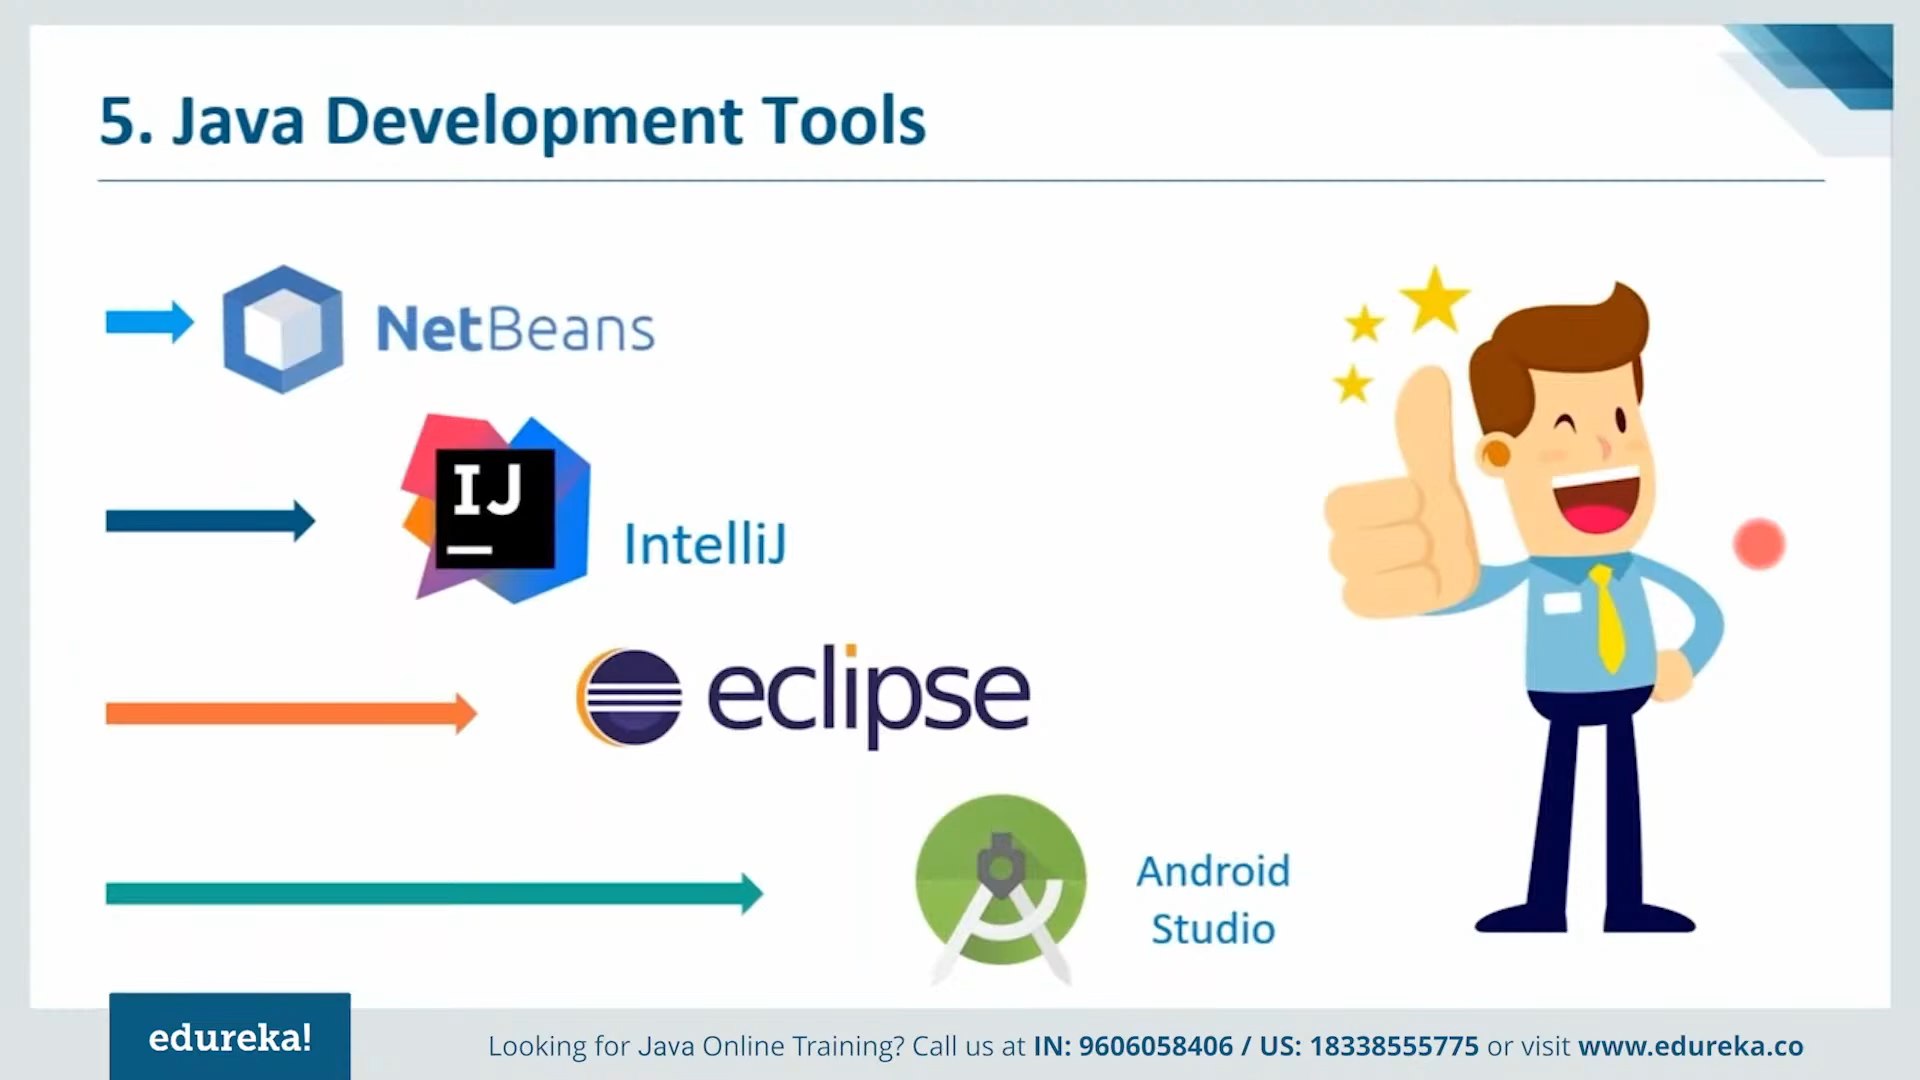 5. Java Development Tools
NetBeans
IJ
IntelliJ
eclipse
Android
Studio
edureka!
Looking for Java Online Training? Call us at IN: 9606058406 / US: 18338555775 or visit www.edureka.co